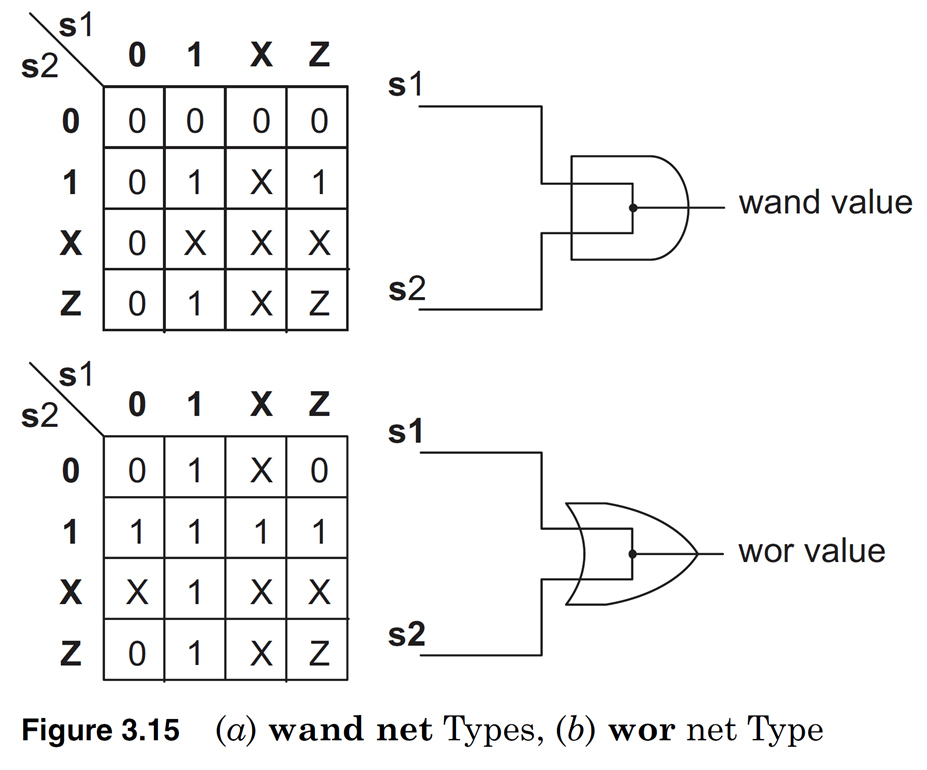 s1
s2
0 1 X Z
0 0 0 0 0
1 0 1 X 1
X 0 X X X
Z 0 1 X Z
s1
s2
wand value
s1
s2
0 1 X Z
0 0 1 X 0
1 1 1 1 1
X X 1 X X
Z 0 1 X Z
s1
s2
wor value
Figure 3.15 (a) wand net Types, (b) wor net Type